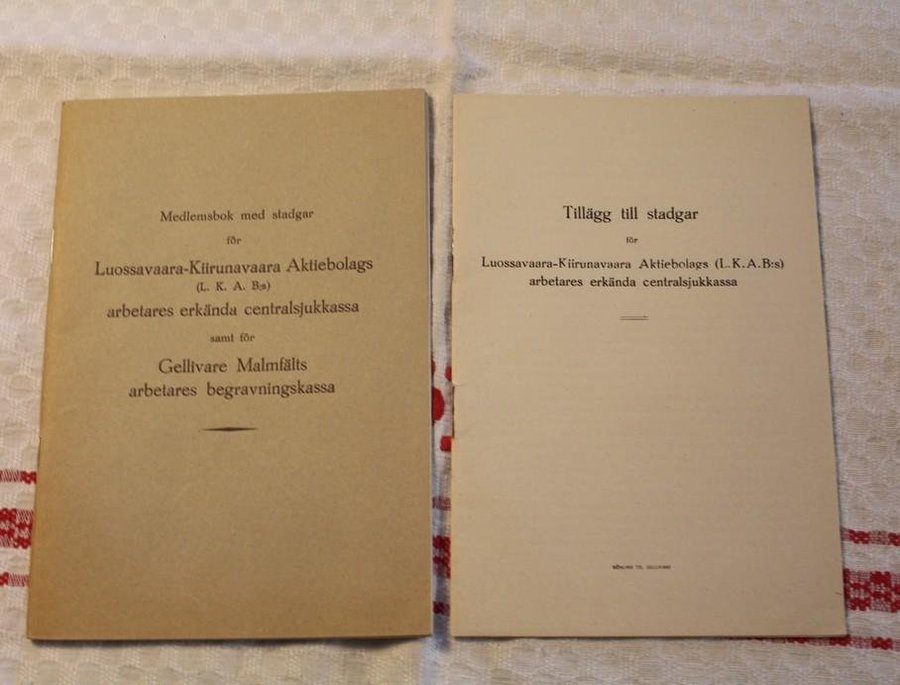 Medlemsbok med stadgar
för
Luossavaara-Kiirunavaara Aktiebolags
(L. K. A. B:s)
arbetares erkända centralsjukkassa
samt för
Gellivare Malmfälts
arbetares begravningskassa
Tillägg till stadgar
för
Luossavaara-Kiirunavaara Aktiebolags (L. K. A. B:s)
arbetares erkända centralsjukkassa